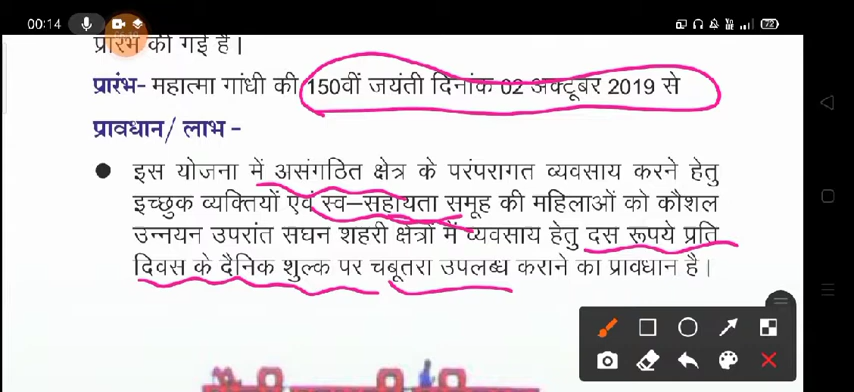 00:14
72
प्रारंभ की गई है।
प्रारंभ- महात्मा गांधी की 150वीं जयंती दिनांक 02 अक्टूबर 2019 से
प्रावधान/ लाभ -
● इस योजना में असंगठित क्षेत्र के परंपरागत व्यवसाय करने हेतु
इच्छुक व्यक्तियों एवं स्व–सहायता समूह की महिलाओं को कौशल
उन्नयन उपरांत सघन शहरी क्षेत्रों में व्यवसाय हेतु दस रूपये प्रति
दिवस के दैनिक शुल्क पर चबूतरा उपलब्ध कराने का प्रावधान है।